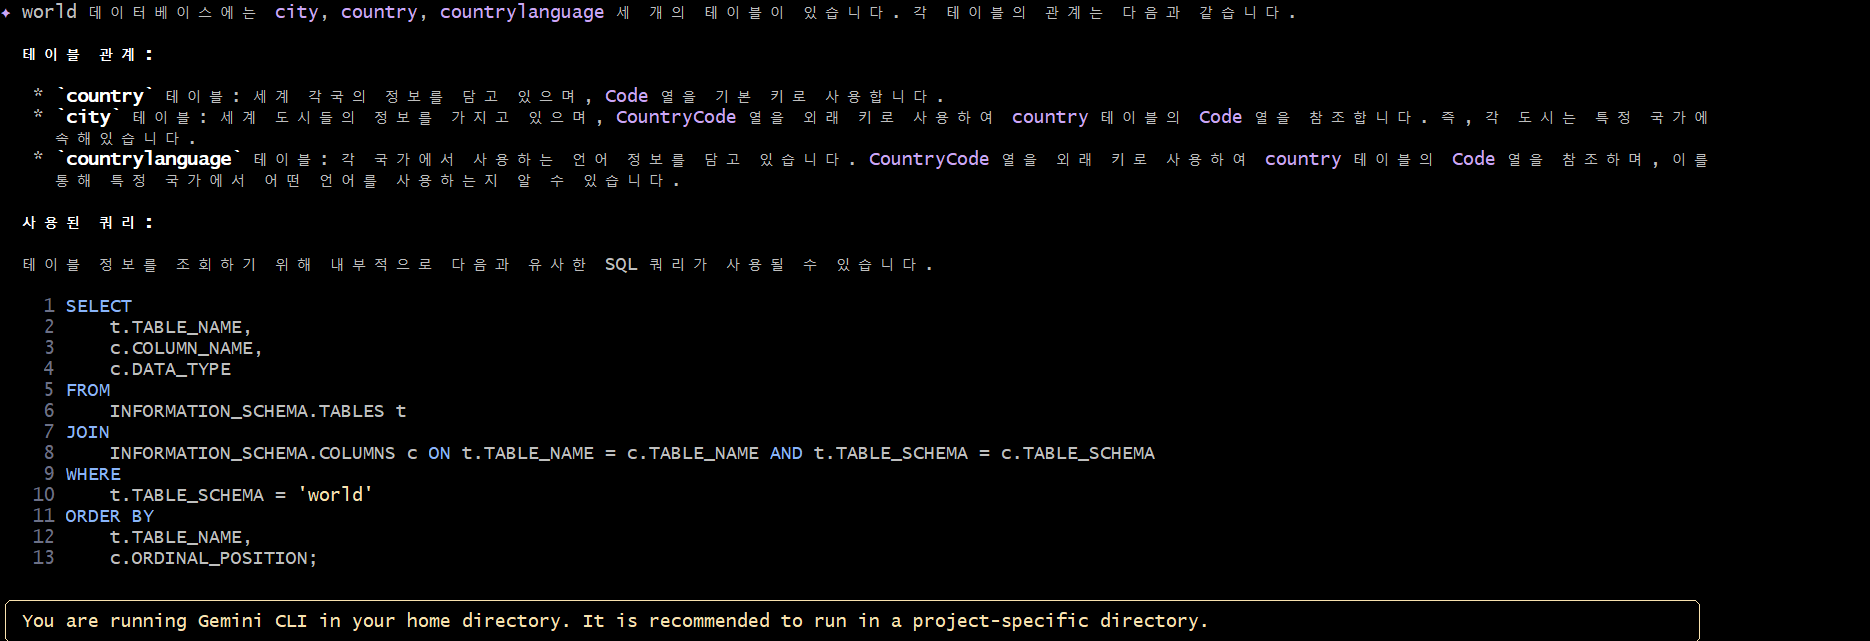 ✦ world 데이터베이스에는 city, country, countrylanguage 세 개의 테이블이 있습니다. 각 테이블의 관계는 다음과 같습니다.
테이블 관계:
* `country` 테이블: 세계 각국의 정보를 담고 있으며, Code 열을 기본 키로 사용합니다.
* `city` 테이블: 세계 도시들의 정보를 가지고 있으며, CountryCode 열을 외래 키로 사용하여 country 테이블의 Code 열을 참조합니다. 즉, 각 도시는 특정 국가에
속해있습니다.
* `countrylanguage` 테이블: 각 국가에서 사용하는 언어 정보를 담고 있습니다. CountryCode 열을 외래 키로 사용하여 country 테이블의 Code 열을 참조하며, 이를
통해 특정 국가에서 어떤 언어를 사용하는지 알 수 있습니다.
사용된 쿼리:
테이블 정보를 조회하기 위해 내부적으로 다음과 유사한 SQL 쿼리가 사용될 수 있습니다.
1 SELECT
2     t.TABLE_NAME,
3     c.COLUMN_NAME,
4     c.DATA_TYPE
5 FROM
6     INFORMATION_SCHEMA.TABLES t
7 JOIN
8     INFORMATION_SCHEMA.COLUMNS c ON t.TABLE_NAME = c.TABLE_NAME AND t.TABLE_SCHEMA = c.TABLE_SCHEMA
9 WHERE
10     t.TABLE_SCHEMA = 'world'
11 ORDER BY
12     t.TABLE_NAME,
13     c.ORDINAL_POSITION;
You are running Gemini CLI in your home directory. It is recommended to run in a project-specific directory.